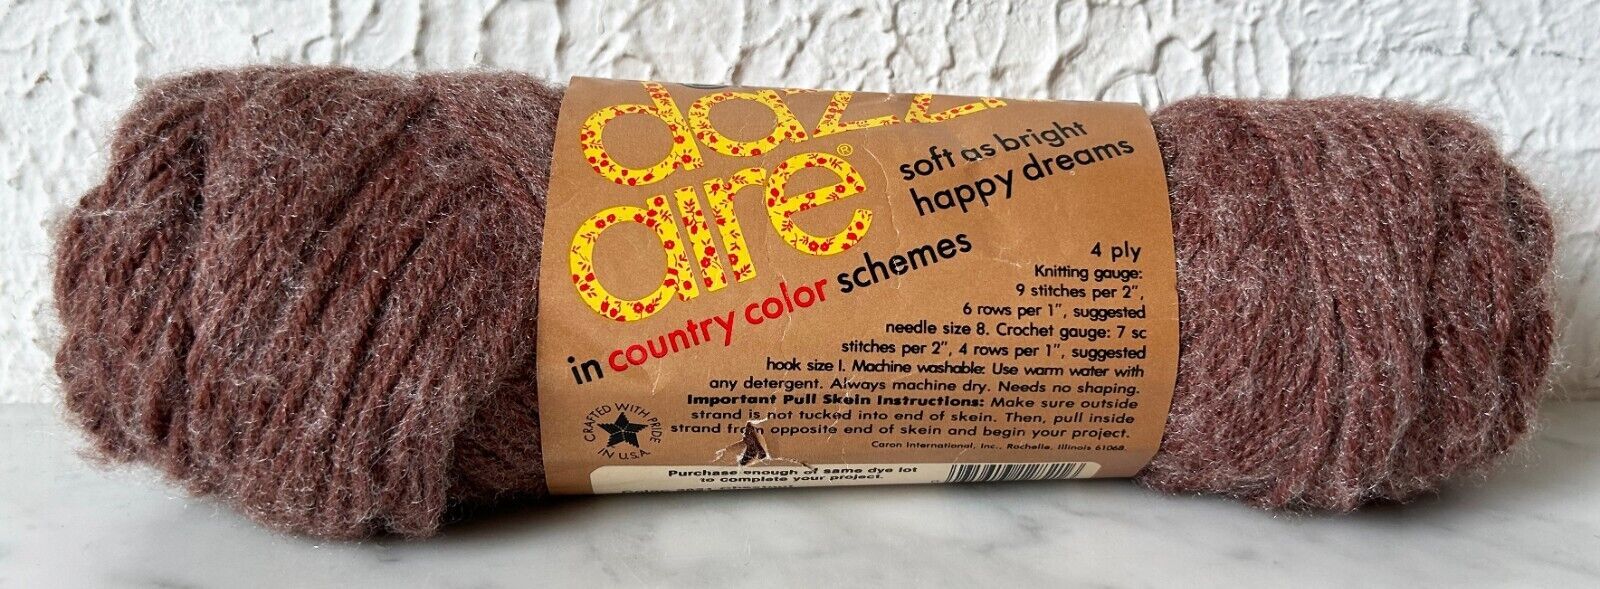 dazz
aire®
soft as bright
happy dreams
in country color schemes
4 ply
Knitting gauge:
9 stitches per 2",
6 rows per 1", suggested
needle size 8. Crochet gauge: 7 sc
stitches per 2", 4 rows per 1", suggested
hook size I. Machine washable: Use warm water with
any detergent. Always machine dry. Needs no shaping.
Important Pull Skein Instructions: Make sure outside
strand is not tucked into end of skein. Then, pull inside
strand from opposite end of skein and begin your project.
Caron International, Inc., Rochelle, Illinois 61068.
CRAFTED WITH PRIDE
IN U.S.A.
Purchase enough of same dye lot
to complete your project.